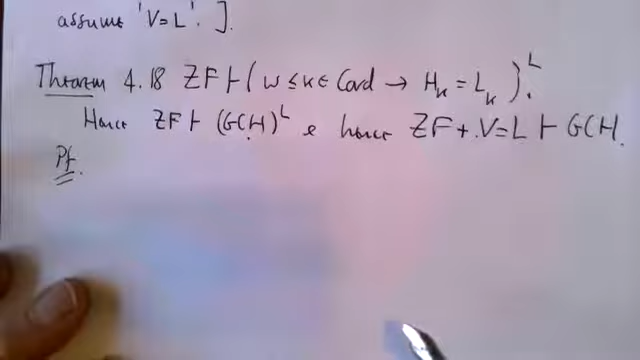 assume 'V=L'. ].
Theorem 4.18 ZF ⊢ ( ω ≤ κ ∈ Card → H_κ = L_κ )^L.
Hence ZF ⊢ (GCH)^L & hence ZF + V=L ⊢ GCH.
Pf.